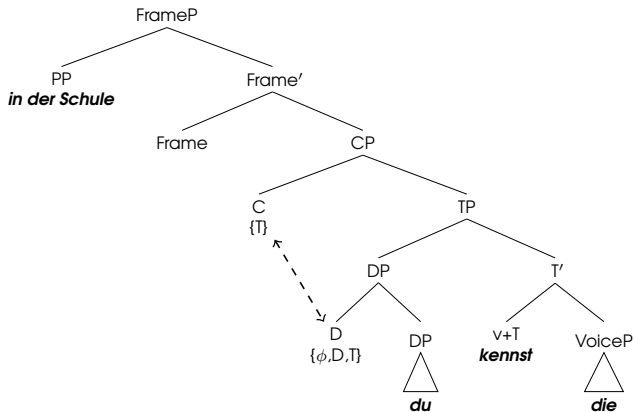 FrameP
PP
in der Schule
Frame′
Frame
CP
C
{T}
TP
DP
T′
D
{ϕ,D,T}
DP
du
v+T
kennst
VoiceP
die